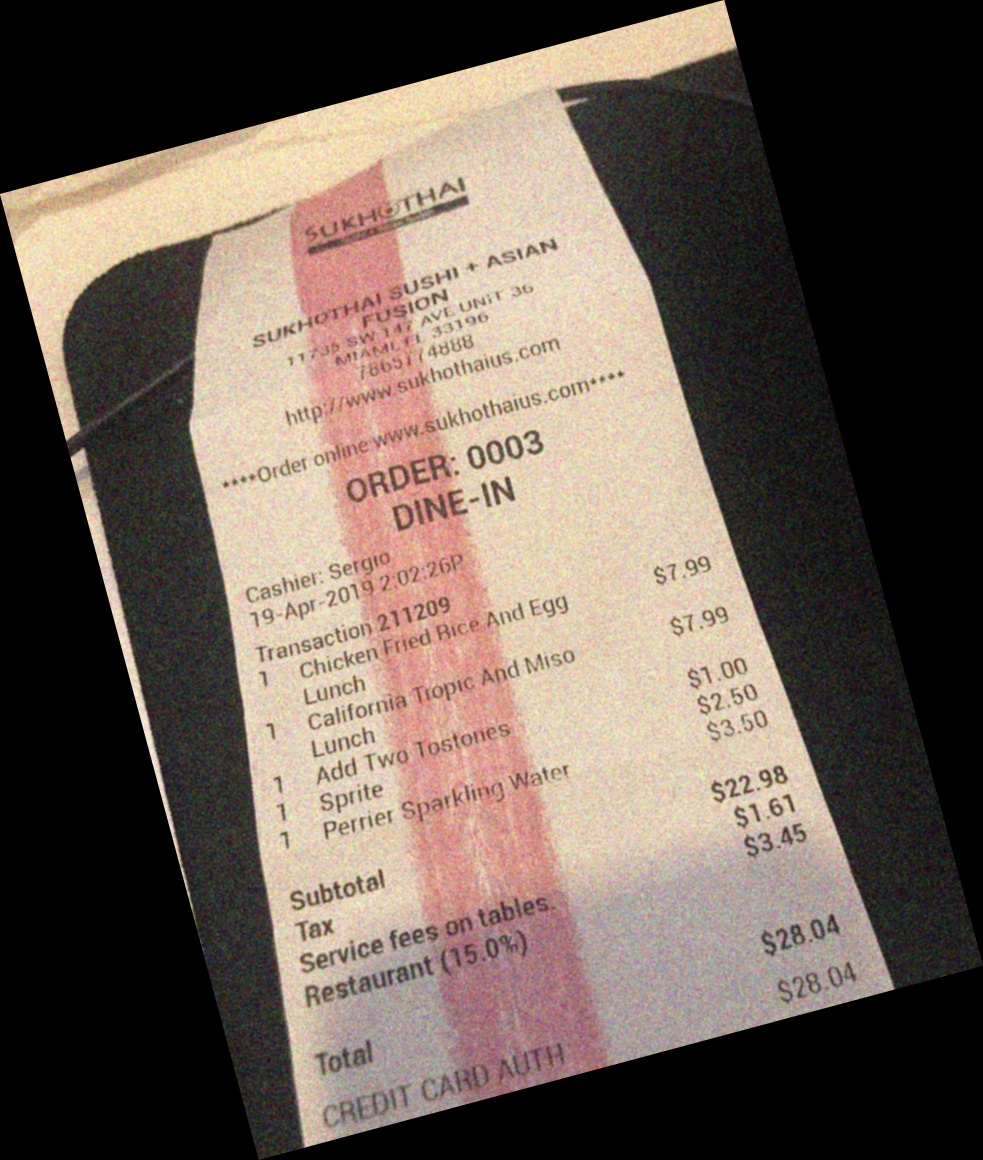 SUKHOTHAI
SUKHOTHAI SUSHI + ASIAN
FUSION
11735 SW 147 AVE UNIT 36
MIAMI, FL 33196
7865774888
http://www.sukhothaius.com
****Order online www.sukhothaius.com****
ORDER: 0003
DINE-IN
Cashier: Sergio
19-Apr-2019 2:02:26P
Transaction 211209
1 Chicken Fried Rice And Egg $7.99
Lunch
1 California Tropic And Miso $7.99
Lunch
1 Add Two Tostones $1.00
1 Sprite $2.50
1 Perrier Sparkling Water $3.50
Subtotal $22.98
Tax $1.61
Service fees on tables. $3.45
Restaurant (15.0%)
Total $28.04
CREDIT CARD AUTH $28.04